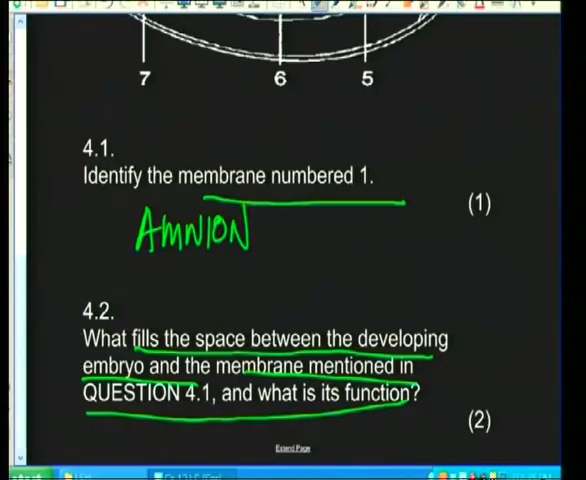 7 6 5
4.1.
Identify the membrane numbered 1.
(1)
AMNION
4.2.
What fills the space between the developing
embryo and the membrane mentioned in
QUESTION 4.1, and what is its function?
(2)
Extend Page